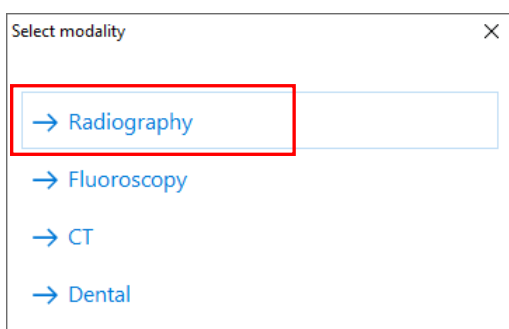 Select modality
Radiography
Fluoroscopy
CT
Dental